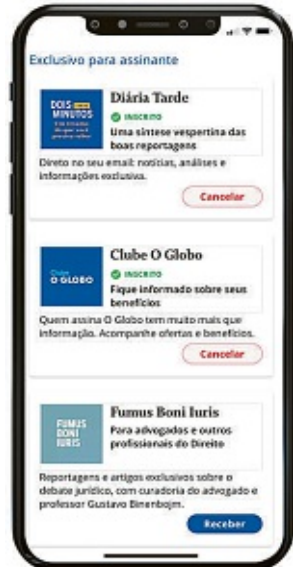 Exclusivo para assinante
DOIS
MINUTOS
Diária Tarde
INSCRITO
Uma síntese vespertina das
boas reportagens
Direto no seu email: notícias, análises e
informações exclusiva.
Cancelar
Clube
O GLOBO
Clube O Globo
INSCRITO
Fique informado sobre seus
benefícios
Quem assina O Globo tem muito mais que
informação. Acompanhe ofertas e benefícios.
Cancelar
FUMUS
BONI
IURIS
Fumus Boni Iuris
Para advogados e outros
profissionais do Direito
Reportagens e artigos exclusivos sobre o
debate jurídico, com curadoria do advogado e
professor Gustavo Binenbojm.
Receber